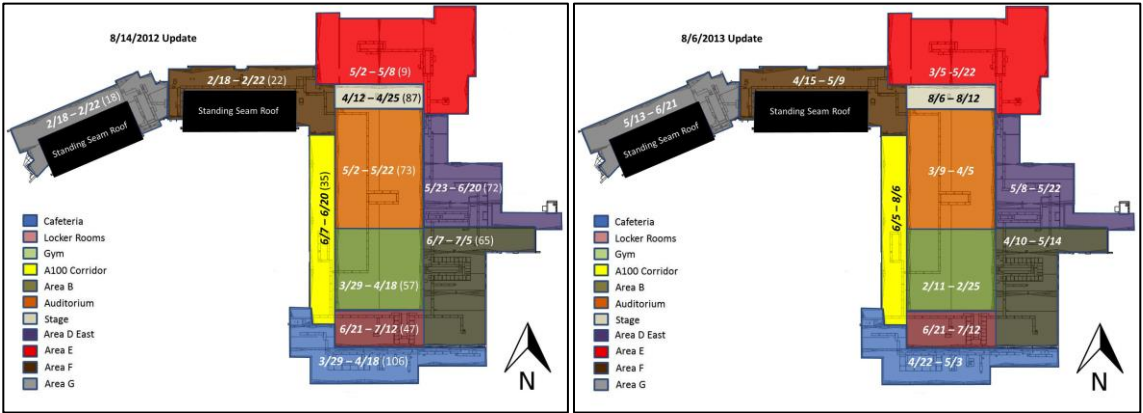 8/14/2012 Update
5/2 – 5/8 (9)
2/18 – 2/22 (22)
4/12 – 4/25 (87)
2/18 – 2/22 (18)
Standing Seam Roof
Standing Seam Roof
5/2 – 5/22 (73)
5/23 – 6/20 (72)
6/7 – 6/20 (35)
6/7 – 7/5 (65)
3/29 – 4/18 (57)
6/21 – 7/12 (47)
3/29 – 4/18 (106)
Cafeteria
Locker Rooms
Gym
A100 Corridor
Area B
Auditorium
Stage
Area D East
Area E
Area F
Area G
N
8/6/2013 Update
3/5 -5/22
4/15 – 5/9
8/6 – 8/12
5/13 – 6/21
Standing Seam Roof
Standing Seam Roof
3/9 – 4/5
5/8 – 5/22
6/5 – 8/6
4/10 – 5/14
2/11 – 2/25
6/21 – 7/12
4/22 – 5/3
Cafeteria
Locker Rooms
Gym
A100 Corridor
Area B
Auditorium
Stage
Area D East
Area E
Area F
Area G
N